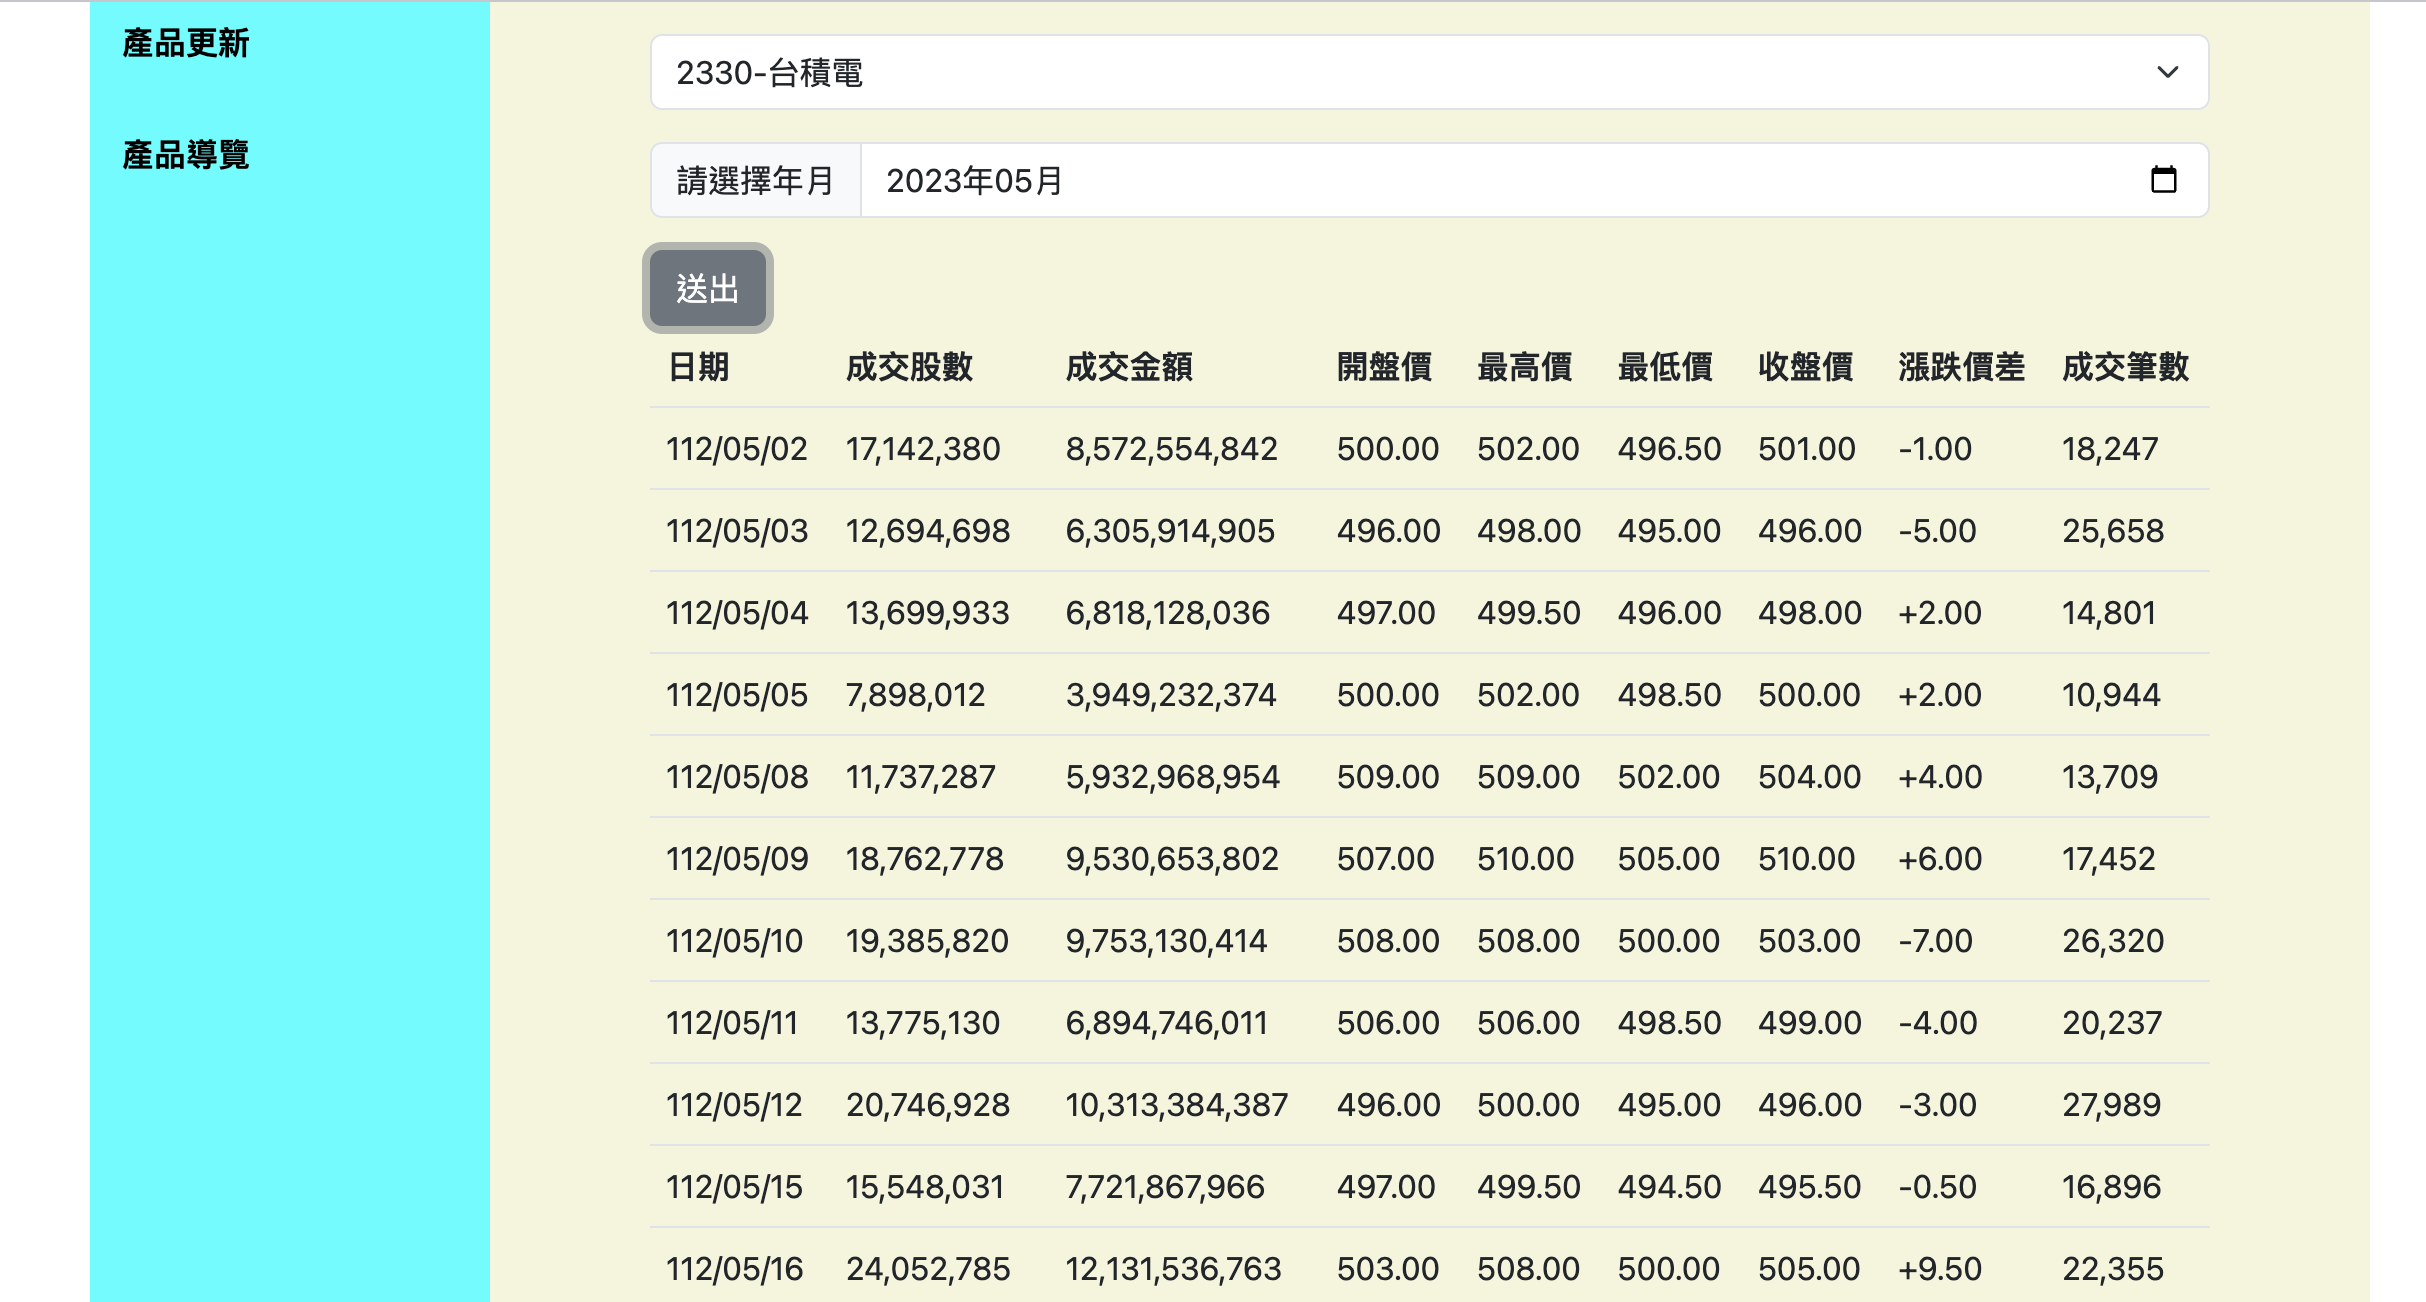 產品更新
產品導覽
2330-台積電
請選擇年月 2023年05月
送出
日期 成交股數 成交金額 開盤價 最高價 最低價 收盤價 漲跌價差 成交筆數
112/05/02 17,142,380 8,572,554,842 500.00 502.00 496.50 501.00 -1.00 18,247
112/05/03 12,694,698 6,305,914,905 496.00 498.00 495.00 496.00 -5.00 25,658
112/05/04 13,699,933 6,818,128,036 497.00 499.50 496.00 498.00 +2.00 14,801
112/05/05 7,898,012 3,949,232,374 500.00 502.00 498.50 500.00 +2.00 10,944
112/05/08 11,737,287 5,932,968,954 509.00 509.00 502.00 504.00 +4.00 13,709
112/05/09 18,762,778 9,530,653,802 507.00 510.00 505.00 510.00 +6.00 17,452
112/05/10 19,385,820 9,753,130,414 508.00 508.00 500.00 503.00 -7.00 26,320
112/05/11 13,775,130 6,894,746,011 506.00 506.00 498.50 499.00 -4.00 20,237
112/05/12 20,746,928 10,313,384,387 496.00 500.00 495.00 496.00 -3.00 27,989
112/05/15 15,548,031 7,721,867,966 497.00 499.50 494.50 495.50 -0.50 16,896
112/05/16 24,052,785 12,131,536,763 503.00 508.00 500.00 505.00 +9.50 22,355